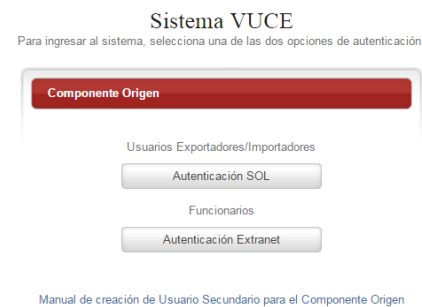 Sistema VUCE
Para ingresar al sistema, selecciona una de las dos opciones de autenticación
Componente Origen
Usuarios Exportadores/Importadores
Autenticación SOL
Funcionarios
Autenticación Extranet
Manual de creación de Usuario Secundario para el Componente Origen